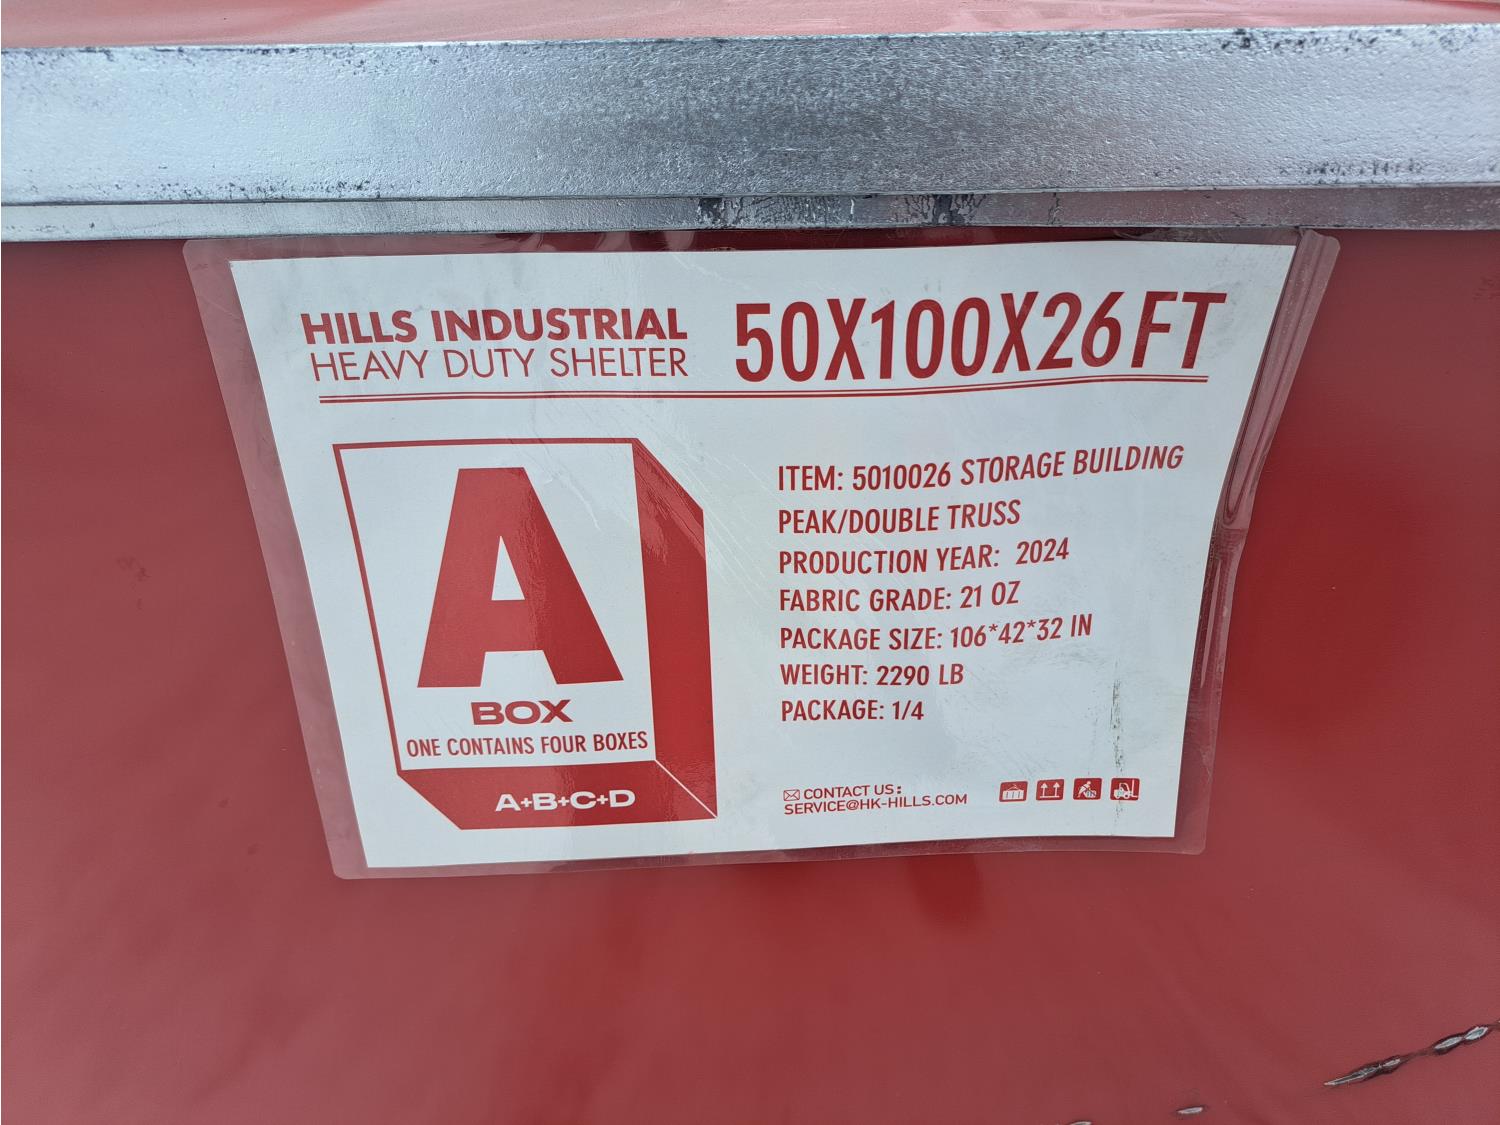 HILLS INDUSTRIAL
HEAVY DUTY SHELTER
50X100X26FT
A
BOX
ONE CONTAINS FOUR BOXES
A+B+C+D
ITEM: 5010026 STORAGE BUILDING
PEAK/DOUBLE TRUSS
PRODUCTION YEAR: 2024
FABRIC GRADE: 21 OZ
PACKAGE SIZE: 106*42*32 IN
WEIGHT: 2290 LB
PACKAGE: 1/4
CONTACT US:
SERVICE@HK-HILLS.COM